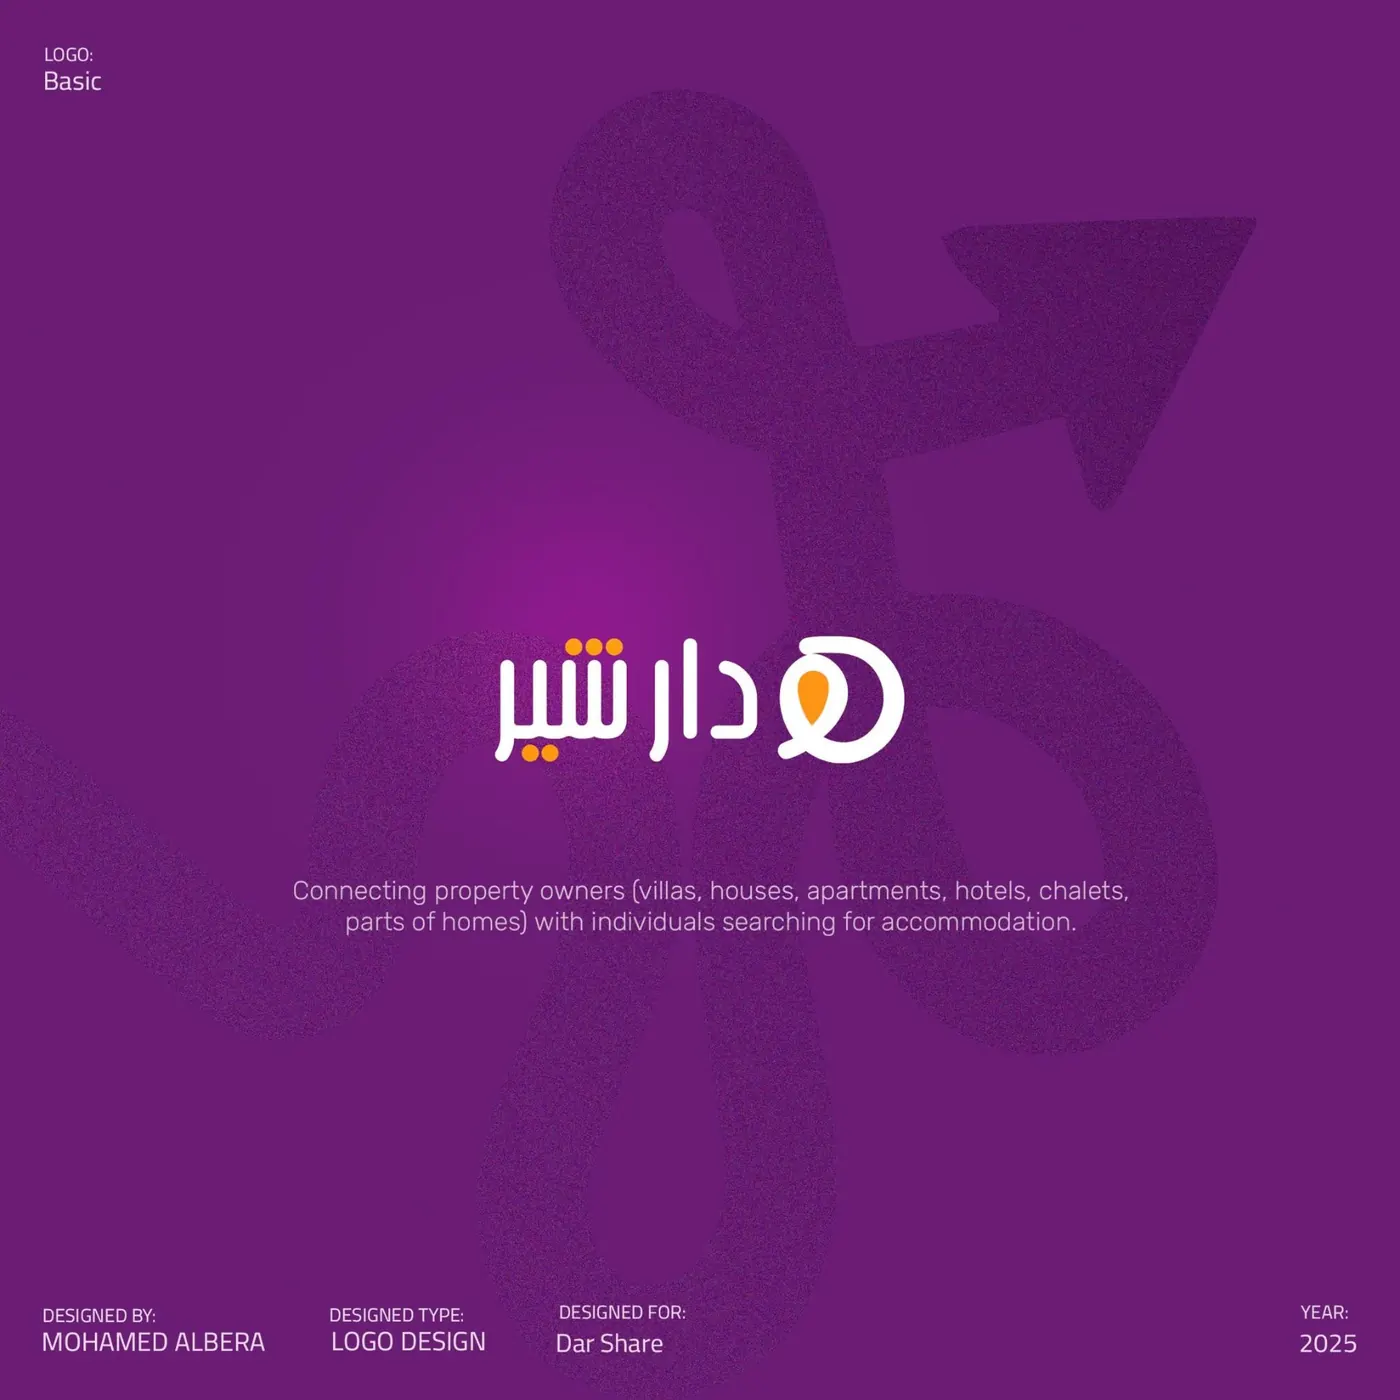 LOGO:
Basic
دار شير
Connecting property owners (villas, houses, apartments, hotels, chalets,
parts of homes) with individuals searching for accommodation.
DESIGNED BY:
MOHAMED ALBERA
DESIGNED TYPE:
LOGO DESIGN
DESIGNED FOR:
Dar Share
YEAR:
2025